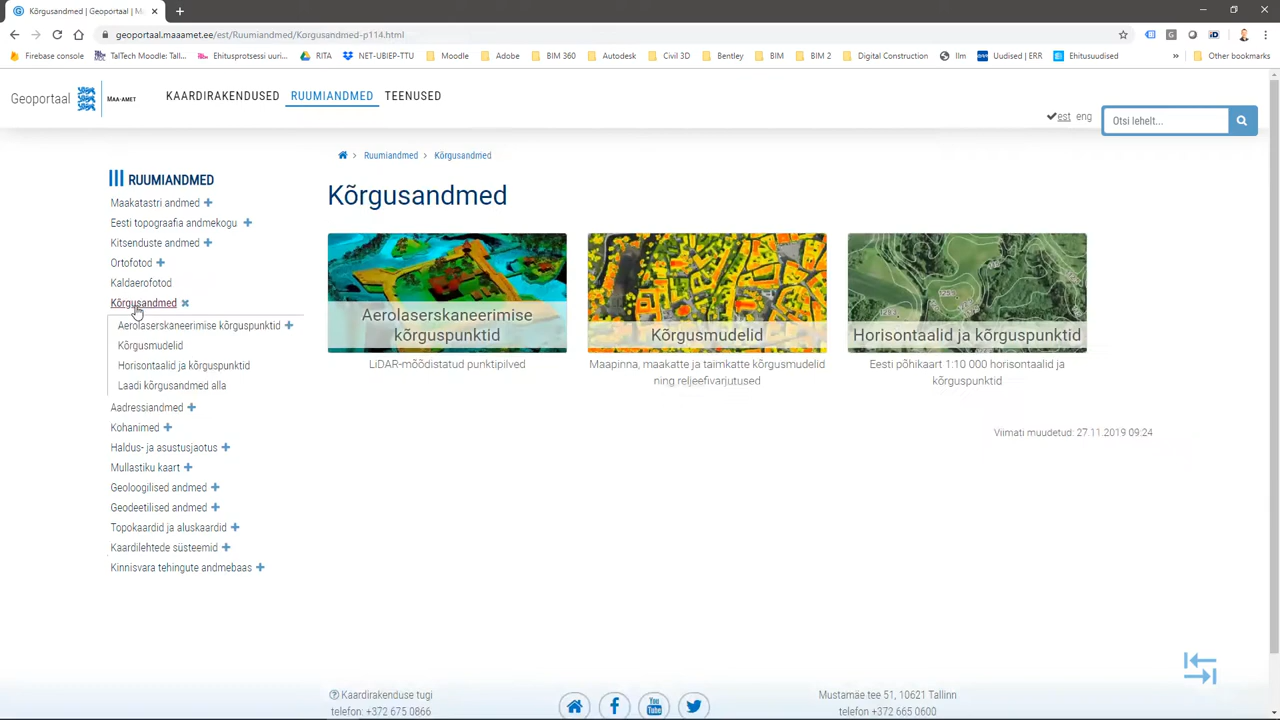 Kõrgusandmed | Geoportaal | Ma
geoportaal.maaamet.ee/est/Ruumiandmed/Korgusandmed-p114.html
Firebase console
TalTech Moodle: Tall...
Ehitusprotsessi uuri...
RITA
NET-UBIEP-TTU
Moodle
Adobe
BIM 360
Autodesk
Civil 3D
Bentley
BIM
BIM 2
Digital Construction
Ilm
Uudised | ERR
Ehitusuudised
»
Other bookmarks
Geoportaal
MAA-AMET
KAARDIRAKENDUSED
RUUMIANDMED
TEENUSED
est
eng
Otsi lehelt...
Ruumiandmed
Kõrgusandmed
RUUMIANDMED
Maakatastri andmed +
Eesti topograafia andmekogu +
Kitsenduste andmed +
Ortofotod +
Kaldaerofotod
Kõrgusandmed ×
Aerolaserskaneerimise kõrguspunktid +
Kõrgusmudelid
Horisontaalid ja kõrguspunktid
Laadi kõrgusandmed alla
Aadressiandmed +
Kohanimed +
Haldus- ja asustusjaotus +
Mullastiku kaart +
Geoloogilised andmed +
Geodeetilised andmed +
Topokaardid ja aluskaardid +
Kaardilehtede süsteemid +
Kinnisvara tehingute andmebaas +
Kõrgusandmed
Aerolaserskaneerimise
kõrguspunktid
LiDAR-mõõdistatud punktipilved
Kõrgusmudelid
Maapinna, maakatte ja taimkatte kõrgusmudelid
ning reljeefivarjutused
Horisontaalid ja kõrguspunktid
Eesti põhikaart 1:10 000 horisontaalid ja
kõrguspunktid
Viimati muudetud: 27.11.2019 09:24
Kaardirakenduse tugi
telefon: +372 675 0866
You
Tube
Mustamäe tee 51, 10621 Tallinn
telefon +372 665 0600